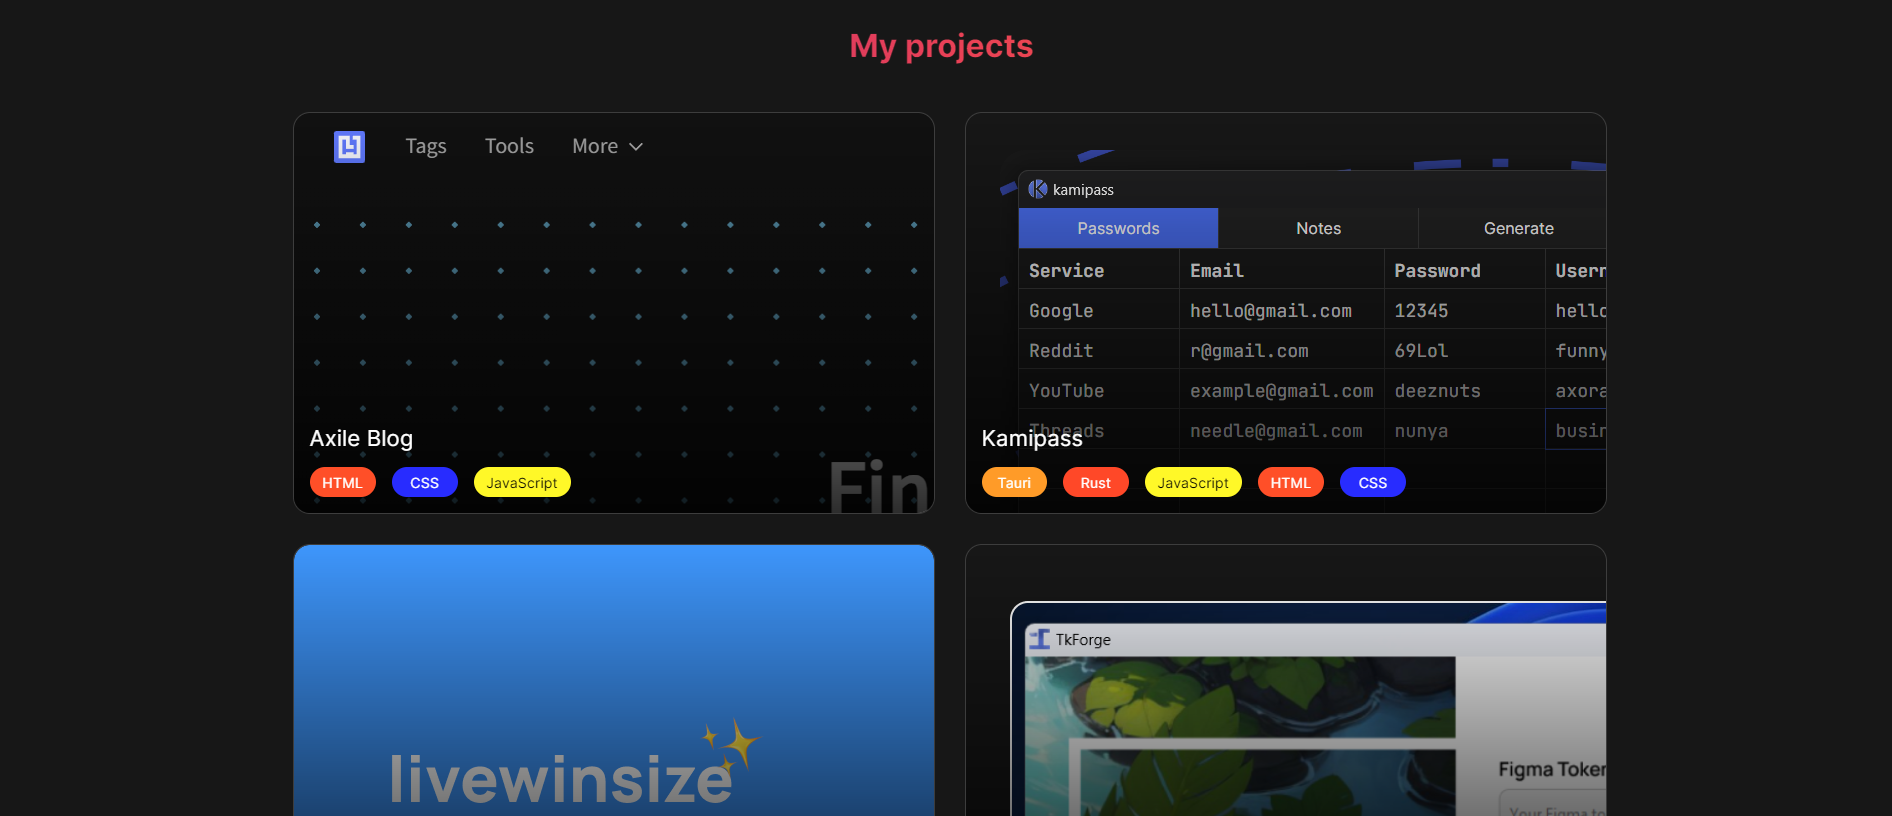 My projects
Tags Tools More
Fin
Axile Blog
HTML CSS JavaScript
kamipass
Passwords Notes Generate
Service Email Password Usern
Google hello@gmail.com 12345 hello
Reddit r@gmail.com 69Lol funny
YouTube example@gmail.com deeznuts axora
Threads needle@gmail.com nunya busin
Kamipass
Tauri Rust JavaScript HTML CSS
livewinsize
TkForge
Figma Token
Your Figma to